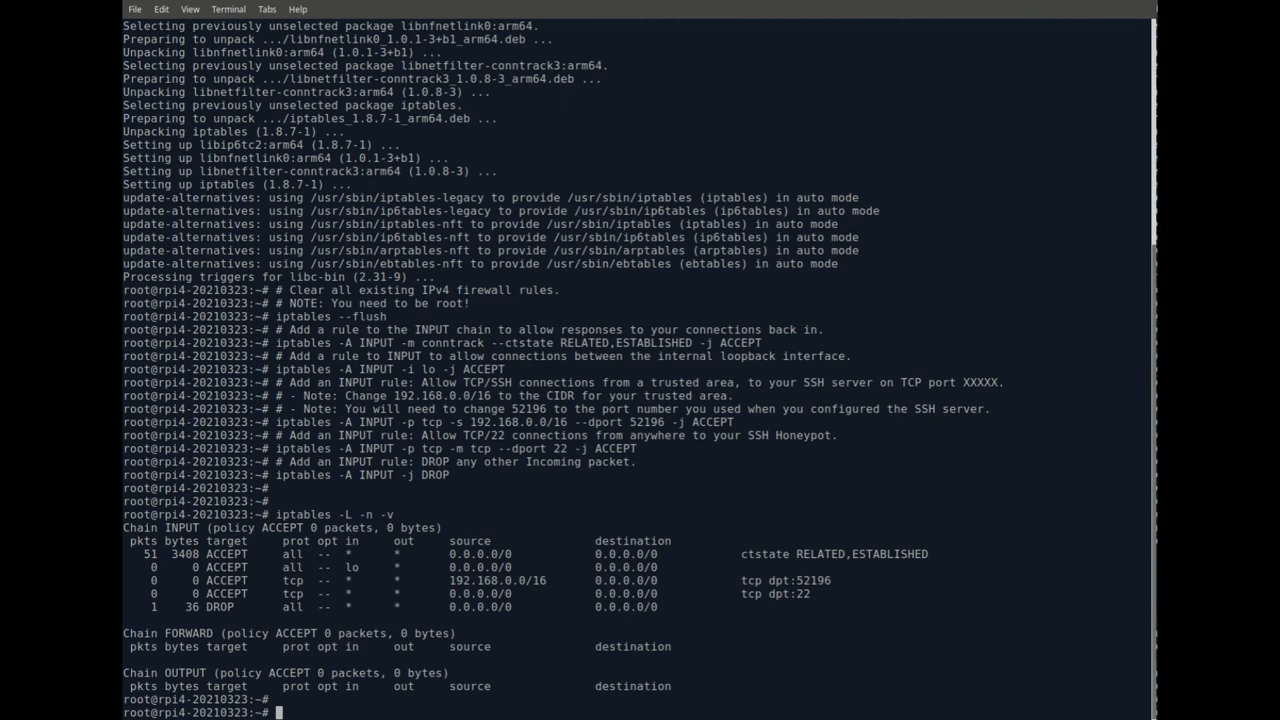 File Edit View Terminal Tabs Help
Selecting previously unselected package libnfnetlink0:arm64.
Preparing to unpack .../libnfnetlink0_1.0.1-3+b1_arm64.deb ...
Unpacking libnfnetlink0:arm64 (1.0.1-3+b1) ...
Selecting previously unselected package libnetfilter-conntrack3:arm64.
Preparing to unpack .../libnetfilter-conntrack3_1.0.8-3_arm64.deb ...
Unpacking libnetfilter-conntrack3:arm64 (1.0.8-3) ...
Selecting previously unselected package iptables.
Preparing to unpack .../iptables_1.8.7-1_arm64.deb ...
Unpacking iptables (1.8.7-1) ...
Setting up libip6tc2:arm64 (1.8.7-1) ...
Setting up libnfnetlink0:arm64 (1.0.1-3+b1) ...
Setting up libnetfilter-conntrack3:arm64 (1.0.8-3) ...
Setting up iptables (1.8.7-1) ...
update-alternatives: using /usr/sbin/iptables-legacy to provide /usr/sbin/iptables (iptables) in auto mode
update-alternatives: using /usr/sbin/ip6tables-legacy to provide /usr/sbin/ip6tables (ip6tables) in auto mode
update-alternatives: using /usr/sbin/iptables-nft to provide /usr/sbin/iptables (iptables) in auto mode
update-alternatives: using /usr/sbin/ip6tables-nft to provide /usr/sbin/ip6tables (ip6tables) in auto mode
update-alternatives: using /usr/sbin/arptables-nft to provide /usr/sbin/arptables (arptables) in auto mode
update-alternatives: using /usr/sbin/ebtables-nft to provide /usr/sbin/ebtables (ebtables) in auto mode
Processing triggers for libc-bin (2.31-9) ...
root@rpi4-20210323:~# # Clear all existing IPv4 firewall rules.
root@rpi4-20210323:~# # NOTE: You need to be root!
root@rpi4-20210323:~# iptables --flush
root@rpi4-20210323:~# # Add a rule to the INPUT chain to allow responses to your connections back in.
root@rpi4-20210323:~# iptables -A INPUT -m conntrack --ctstate RELATED,ESTABLISHED -j ACCEPT
root@rpi4-20210323:~# # Add a rule to INPUT to allow connections between the internal loopback interface.
root@rpi4-20210323:~# iptables -A INPUT -i lo -j ACCEPT
root@rpi4-20210323:~# # Add an INPUT rule: Allow TCP/SSH connections from a trusted area, to your SSH server on TCP port XXXXX.
root@rpi4-20210323:~# # - Note: Change 192.168.0.0/16 to the CIDR for your trusted area.
root@rpi4-20210323:~# # - Note: You will need to change 52196 to the port number you used when you configured the SSH server.
root@rpi4-20210323:~# iptables -A INPUT -p tcp -s 192.168.0.0/16 --dport 52196 -j ACCEPT
root@rpi4-20210323:~# # Add an INPUT rule: Allow TCP/22 connections from anywhere to your SSH Honeypot.
root@rpi4-20210323:~# iptables -A INPUT -p tcp -m tcp --dport 22 -j ACCEPT
root@rpi4-20210323:~# # Add an INPUT rule: DROP any other Incoming packet.
root@rpi4-20210323:~# iptables -A INPUT -j DROP
root@rpi4-20210323:~#
root@rpi4-20210323:~#
root@rpi4-20210323:~# iptables -L -n -v
Chain INPUT (policy ACCEPT 0 packets, 0 bytes)
pkts bytes target prot opt in out source destination
51 3408 ACCEPT all -- * * 0.0.0.0/0 0.0.0.0/0 ctstate RELATED,ESTABLISHED
0 0 ACCEPT all -- lo * 0.0.0.0/0 0.0.0.0/0
0 0 ACCEPT tcp -- * * 192.168.0.0/16 0.0.0.0/0 tcp dpt:52196
0 0 ACCEPT tcp -- * * 0.0.0.0/0 0.0.0.0/0 tcp dpt:22
1 36 DROP all -- * * 0.0.0.0/0 0.0.0.0/0
Chain FORWARD (policy ACCEPT 0 packets, 0 bytes)
pkts bytes target prot opt in out source destination
Chain OUTPUT (policy ACCEPT 0 packets, 0 bytes)
pkts bytes target prot opt in out source destination
root@rpi4-20210323:~#
root@rpi4-20210323:~#